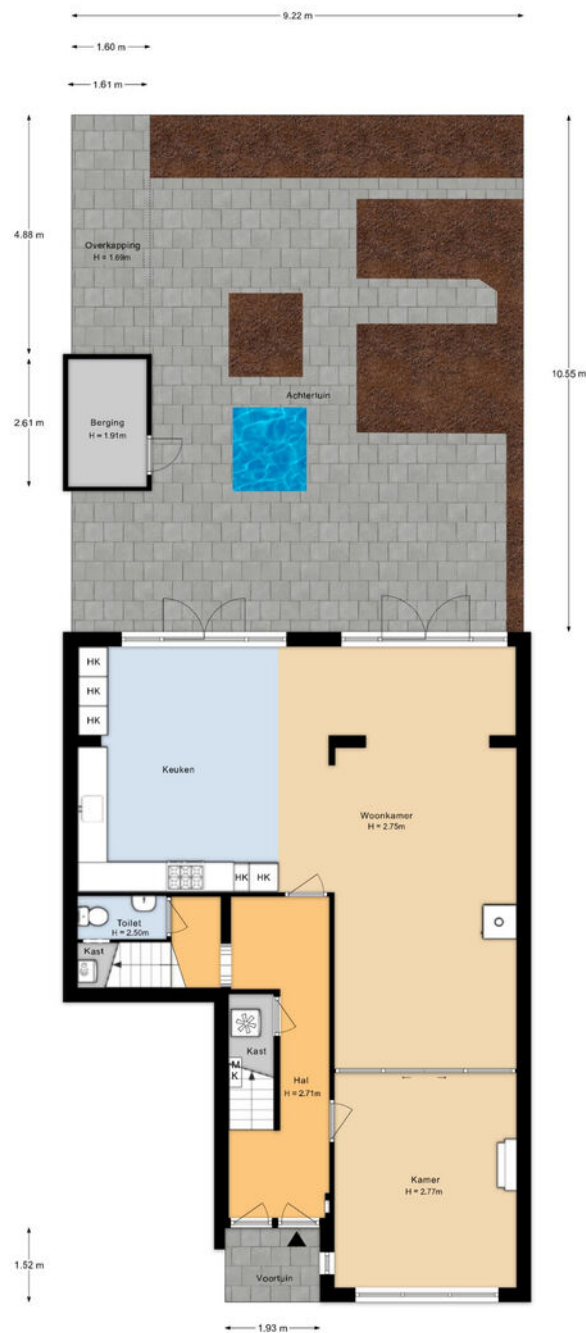 9.22 m
1.60 m
1.61 m
4.88 m
Overkapping
H = 1.69m
10.55 m
Achtertuin
2.61 m
Berging
H = 1.91m
HK
HK
HK
Keuken
Woonkamer
H = 2.75m
HK HK
Toilet
H = 2.50m
Kast
Kast
M
K
Hal
H = 2.71m
Kamer
H = 2.77m
1.52 m
Voortuin
1.93 m